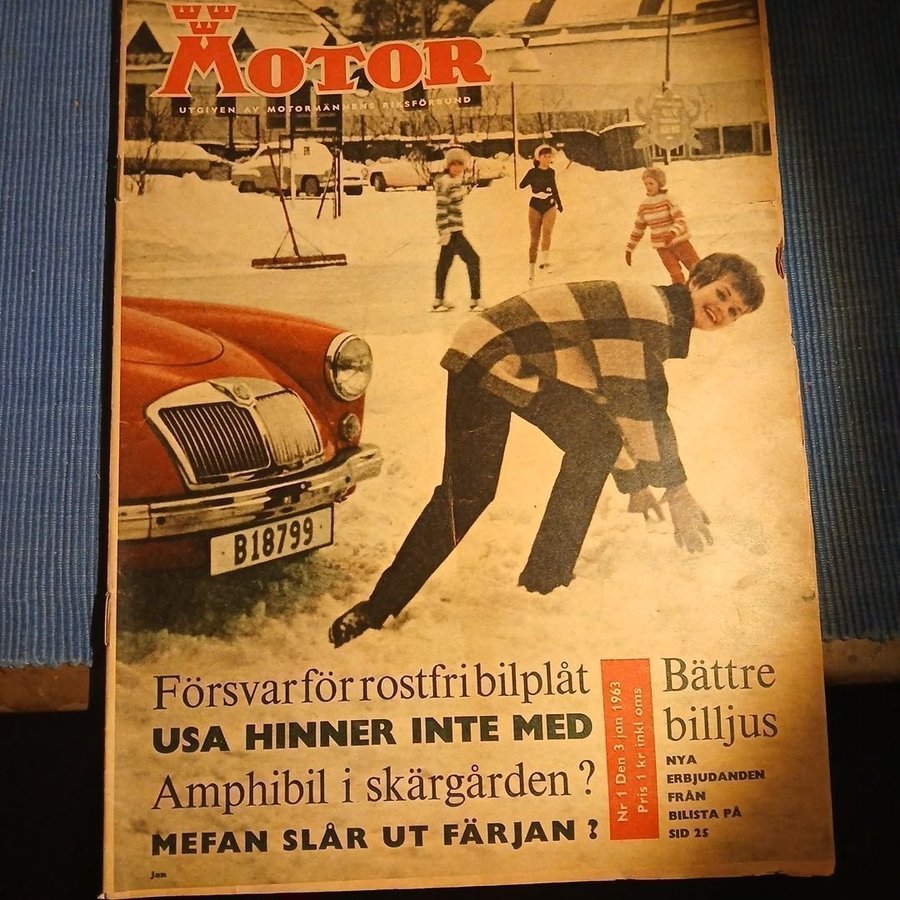 MOTOR
UTGIVEN AV MOTORMÄNNENS RIKSFÖRBUND
B18799
Försvar för rostfri bilplåt
USA HINNER INTE MED
Amphibil i skärgården ?
MEFAN SLÅR UT FÄRJAN ?
Nr 1 Den 3 jan 1963
Pris 1 kr inkl oms
Bättre
billjus
NYA
ERBJUDANDEN
FRÅN
BILISTA PÅ
SID 25